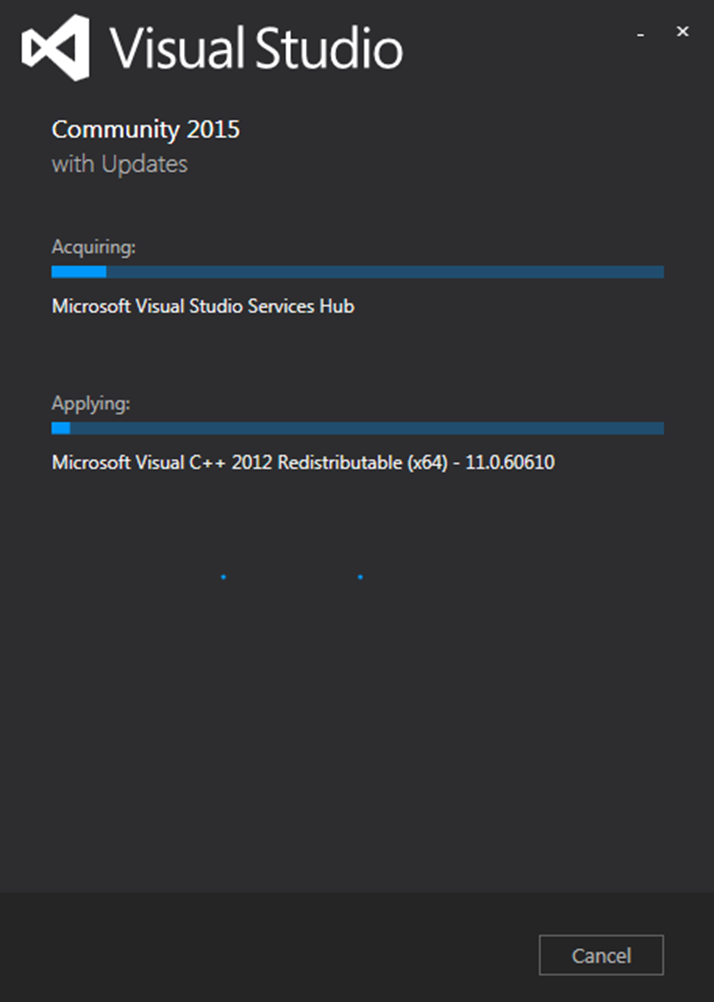 Visual Studio
Community 2015
with Updates
Acquiring:
Microsoft Visual Studio Services Hub
Applying:
Microsoft Visual C++ 2012 Redistributable (x64) - 11.0.60610
Cancel